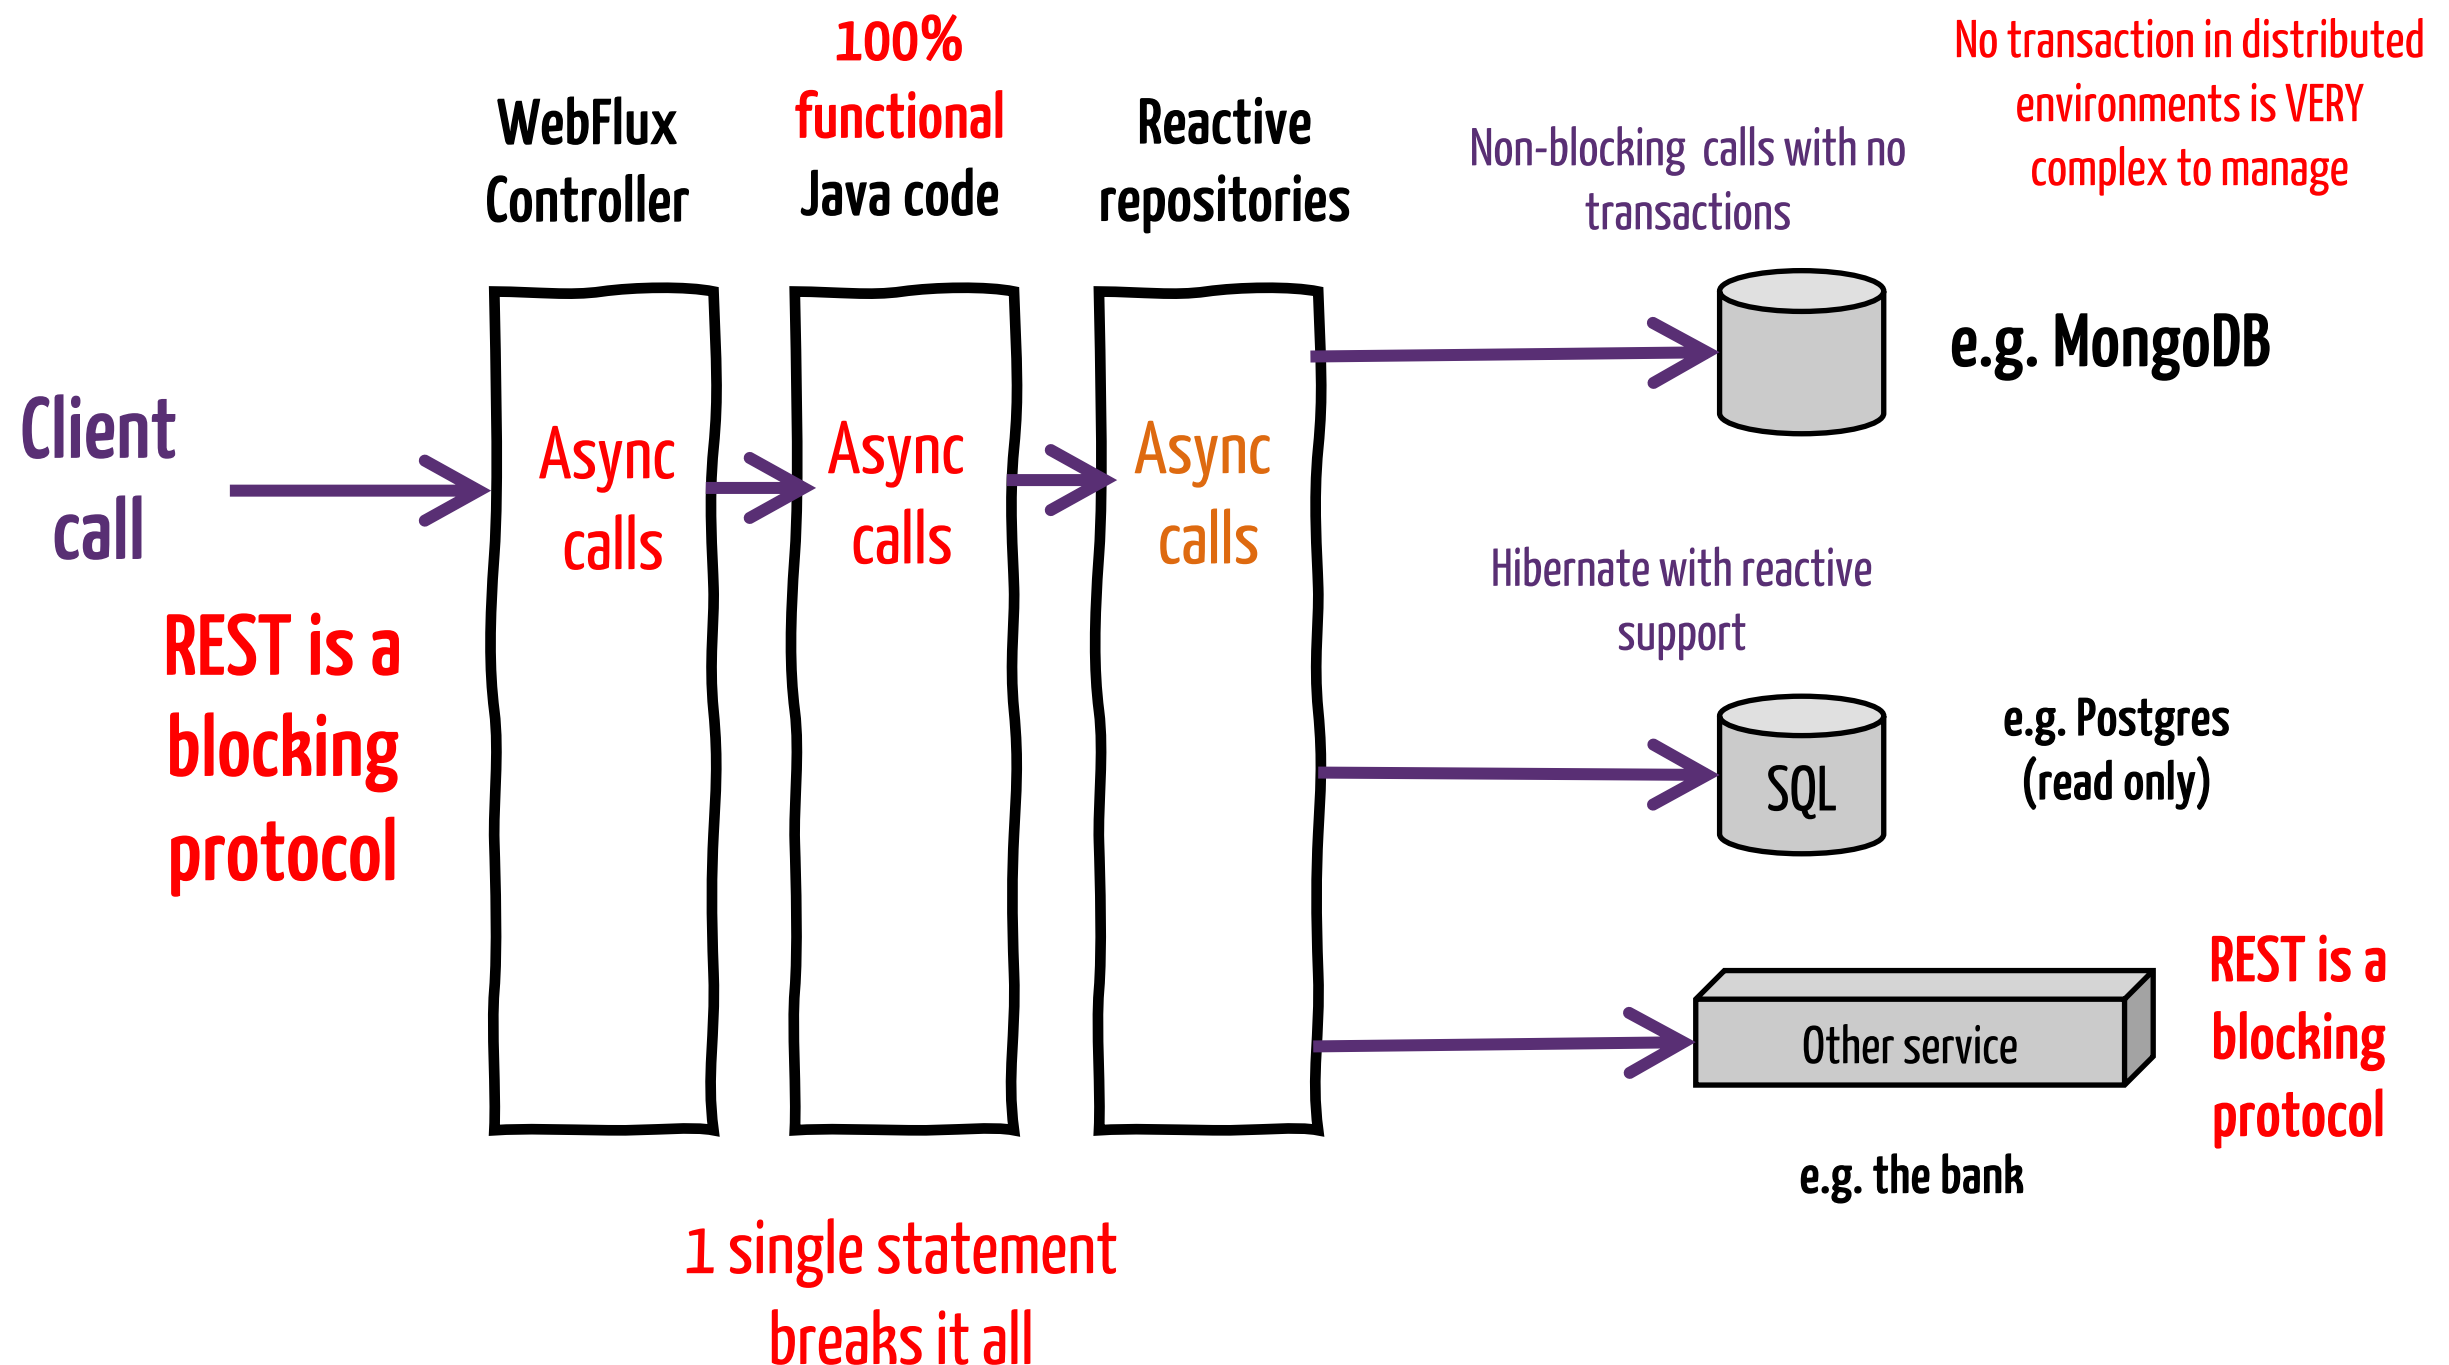 100%
functional
Java code
WebFlux
Controller
Reactive
repositories
Non-blocking calls with no
transactions
No transaction in distributed
environments is VERY
complex to manage
e.g. MongoDB
Client
call
Async
calls
Async
calls
Async
calls
Hibernate with reactive
support
REST is a
blocking
protocol
SQL
e.g. Postgres
(read only)
Other service
REST is a
blocking
protocol
e.g. the bank
1 single statement
breaks it all